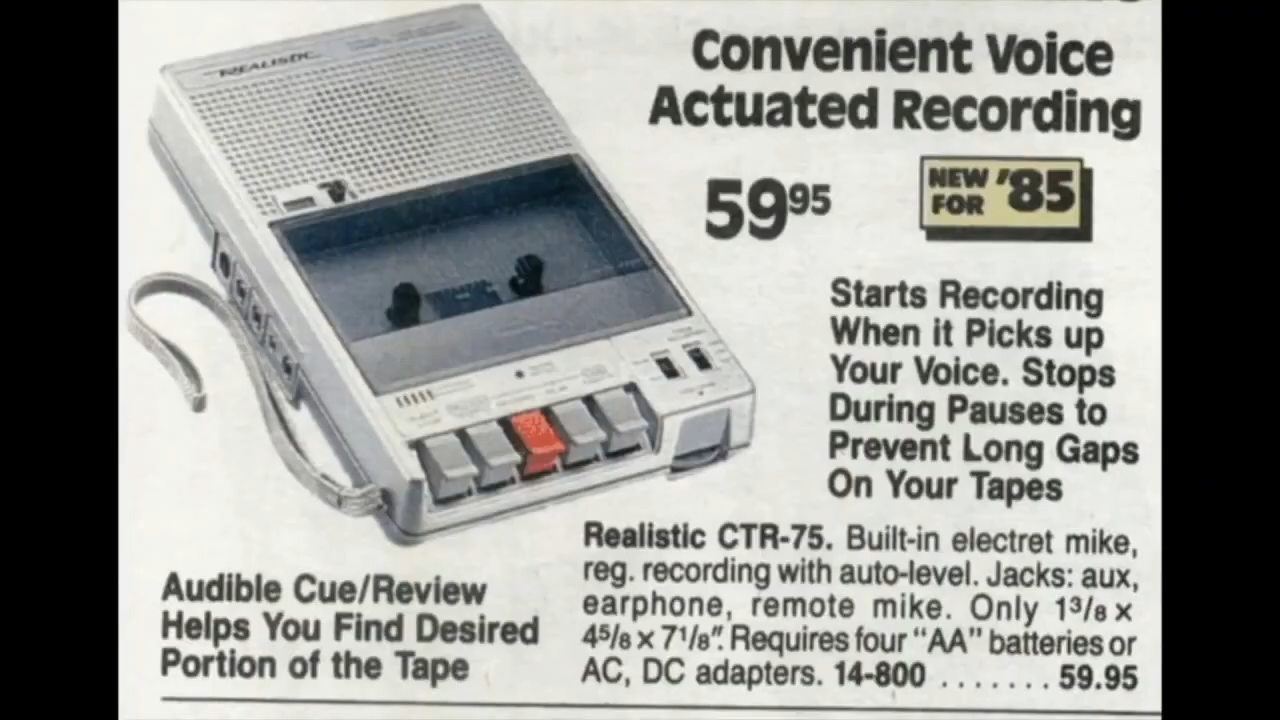 REALISTIC
Convenient Voice
Actuated Recording
59⁹⁵
NEW FOR '85
Starts Recording
When it Picks up
Your Voice. Stops
During Pauses to
Prevent Long Gaps
On Your Tapes
Audible Cue/Review
Helps You Find Desired
Portion of the Tape
Realistic CTR-75. Built-in electret mike,
reg. recording with auto-level. Jacks: aux,
earphone, remote mike. Only 1³/₈ x
4⁵/₈ x 7¹/₈". Requires four "AA" batteries or
AC, DC adapters. 14-800 ....... 59.95